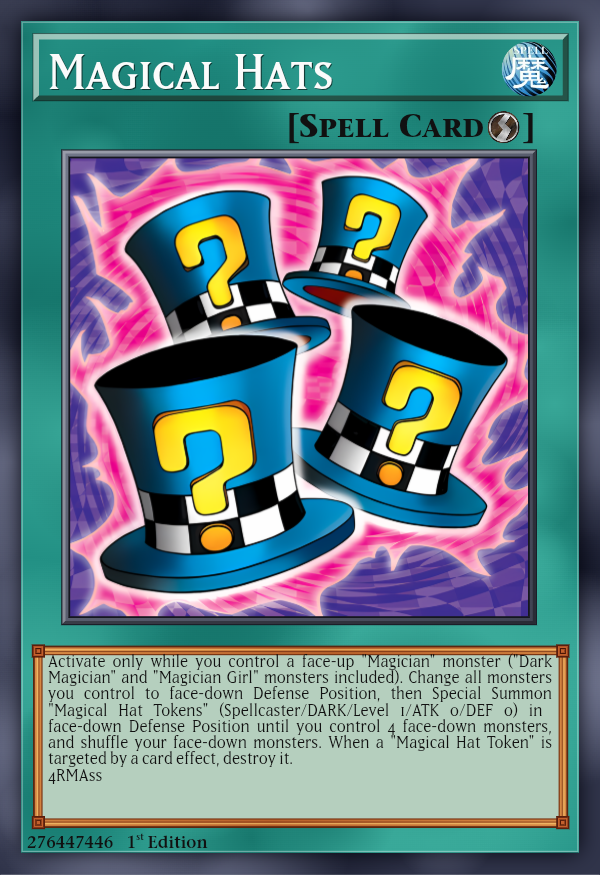 Magical Hats
SPELL
魔
[Spell Card]
? ? ? ?
Activate only while you control a face-up "Magician" monster ("Dark
Magician" and "Magician Girl" monsters included). Change all monsters
you control to face-down Defense Position, then Special Summon
"Magical Hat Tokens" (Spellcaster/DARK/Level 1/ATK 0/DEF 0) in
face-down Defense Position until you control 4 face-down monsters,
and shuffle your face-down monsters. When a "Magical Hat Token" is
targeted by a card effect, destroy it.
4RMAss
276447446 1st Edition